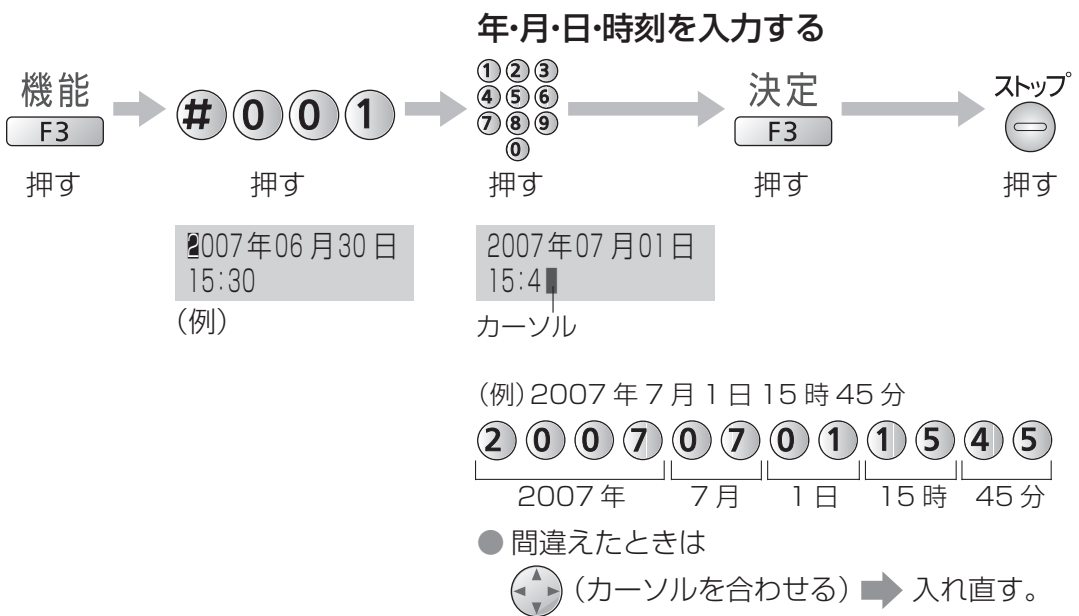 年・月・日・時刻を入力する
機能
F3
押す
# 0 0 1
押す
1 2 3
4 5 6
7 8 9
0
押す
決定
F3
押す
ストップ
押す
2007年06月30日
15:30
(例)
2007年07月01日
15:4
カーソル
(例) 2007年7月1日15時45分
2 0 0 7 0 7 0 1 1 5 4 5
2007年 7月 1日 15時 45分
●間違えたときは
(カーソルを合わせる) 入れ直す。